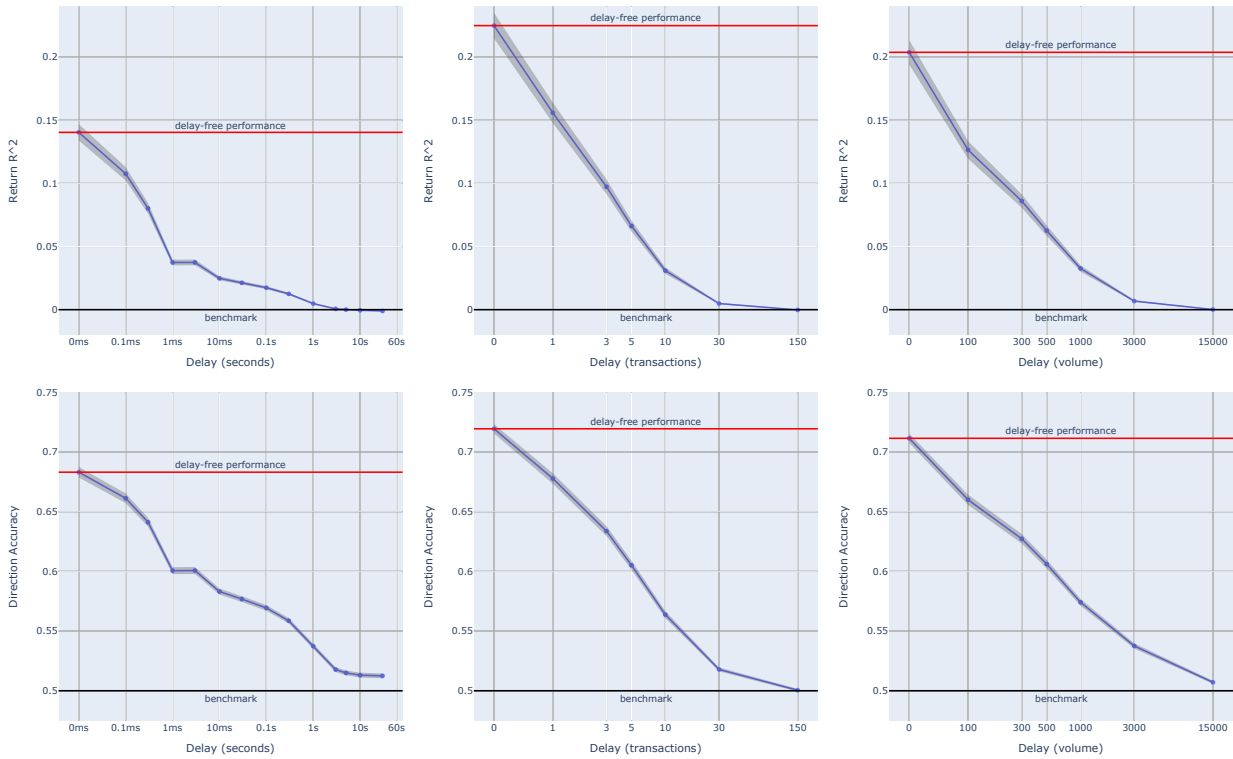 delay-free performance
0.2
0.15
0.1
0.05
0
Return R^2
benchmark
0ms 0.1ms 1ms 10ms 0.1s 1s 10s 60s
Delay (seconds)
delay-free performance
0.2
0.15
0.1
0.05
0
Return R^2
benchmark
0 1 3 5 10 30 150
Delay (transactions)
delay-free performance
0.2
0.15
0.1
0.05
0
Return R^2
benchmark
0 100 300 500 1000 3000 15000
Delay (volume)
0.75
0.7
delay-free performance
0.65
0.6
0.55
0.5
Direction Accuracy
benchmark
0ms 0.1ms 1ms 10ms 0.1s 1s 10s 60s
Delay (seconds)
0.75
delay-free performance
0.7
0.65
0.6
0.55
0.5
Direction Accuracy
benchmark
0 1 3 5 10 30 150
Delay (transactions)
0.75
delay-free performance
0.7
0.65
0.6
0.55
0.5
Direction Accuracy
benchmark
0 100 300 500 1000 3000 15000
Delay (volume)